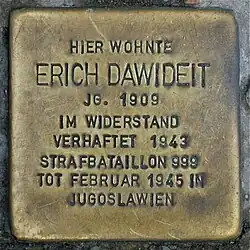 HIER WOHNTE
ERICH DAWIDEIT
JG. 1909
IM WIDERSTAND
VERHAFTET 1943
STRAFBATAILLON 999
TOT FEBRUAR 1945 IN
JUGOSLAWIEN